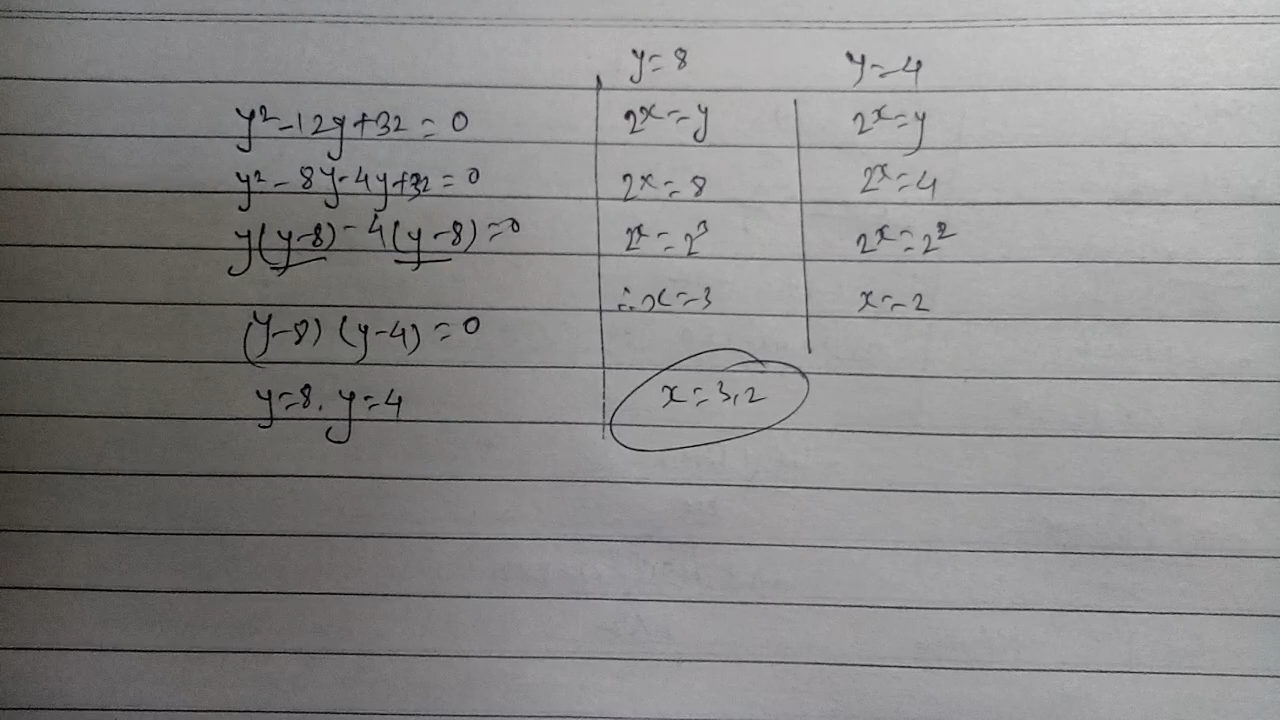 y² - 12y + 32 = 0
y² - 8y - 4y + 32 = 0
y(y-8) - 4(y-8) = 0
(y-8) (y-4) = 0
y = 8, y = 4
y = 8
2ˣ = y
2ˣ = 8
2ˣ = 2³
∴ x = 3
y = 4
2ˣ = y
2ˣ = 4
2ˣ = 2²
x = 2
x = 3, 2